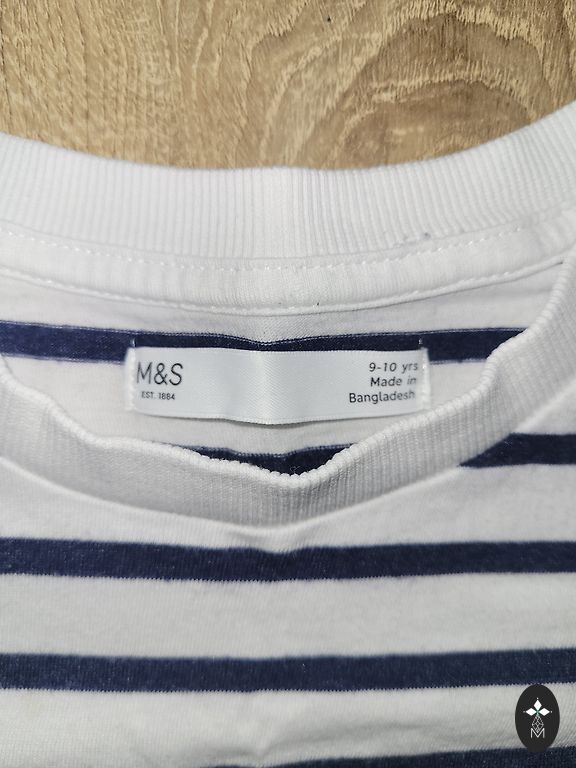 M&S
EST. 1884
9-10 yrs
Made in
Bangladesh
M